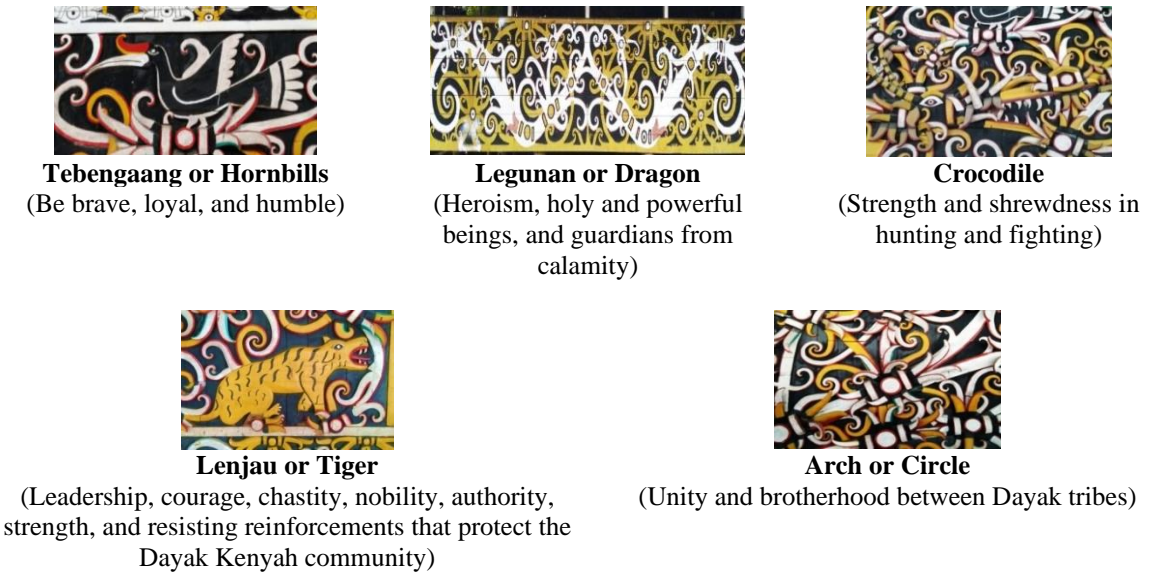 Tebengaang or Hornbills
(Be brave, loyal, and humble)
Legunan or Dragon
(Heroism, holy and powerful
beings, and guardians from
calamity)
Crocodile
(Strength and shrewdness in
hunting and fighting)
Lenjau or Tiger
(Leadership, courage, chastity, nobility, authority,
strength, and resisting reinforcements that protect the
Dayak Kenyah community)
Arch or Circle
(Unity and brotherhood between Dayak tribes)